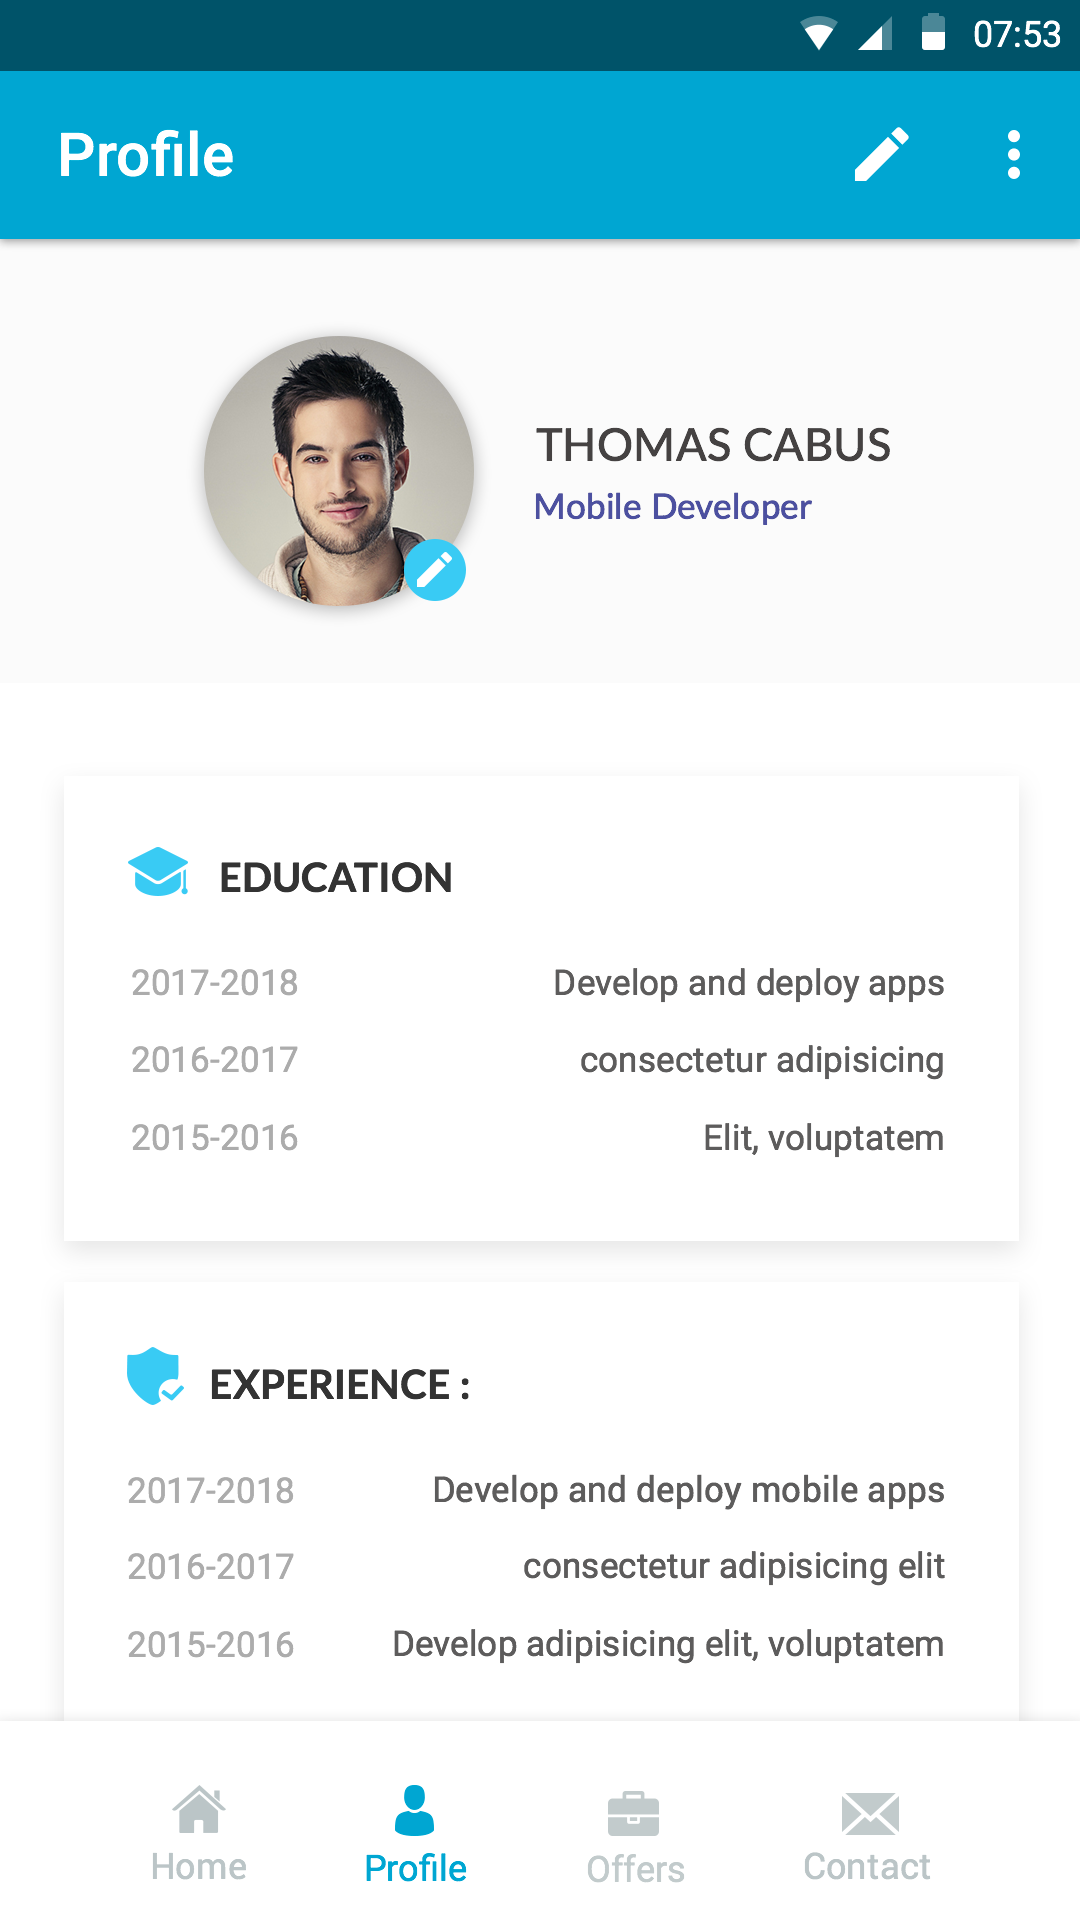 07:53
Profile
THOMAS CABUS
Mobile Developer
EDUCATION
2017-2018 Develop and deploy apps
2016-2017 consectetur adipisicing
2015-2016 Elit, voluptatem
EXPERIENCE :
2017-2018 Develop and deploy mobile apps
2016-2017 consectetur adipisicing elit
2015-2016 Develop adipisicing elit, voluptatem
Home Profile Offers Contact